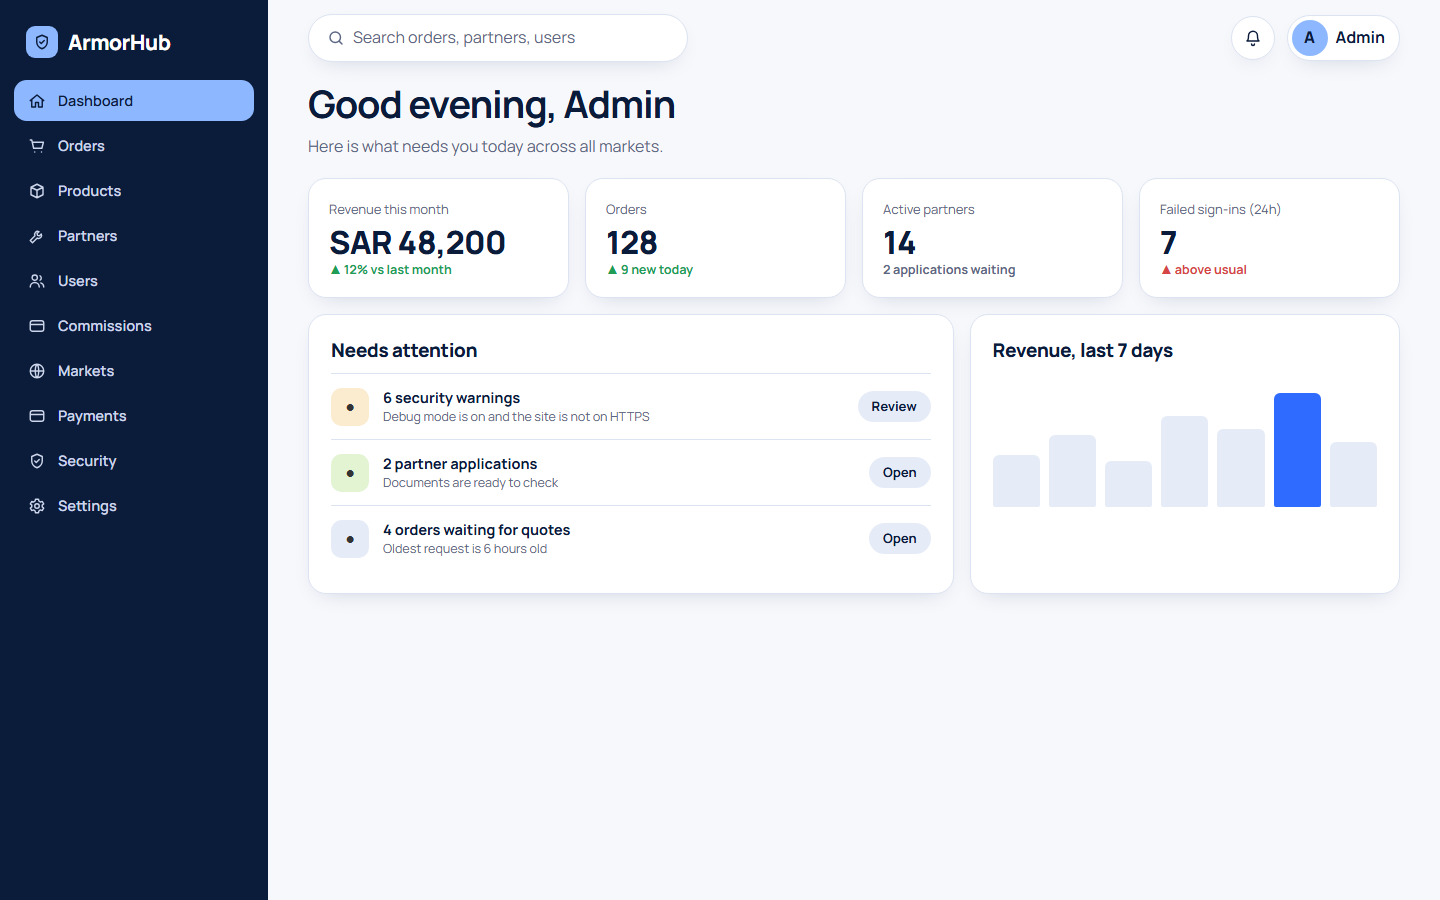 ArmorHub
Dashboard
Orders
Products
Partners
Users
Commissions
Markets
Payments
Security
Settings
Search orders, partners, users
A Admin
Good evening, Admin
Here is what needs you today across all markets.
Revenue this month
SAR 48,200
▲ 12% vs last month
Orders
128
▲ 9 new today
Active partners
14
2 applications waiting
Failed sign-ins (24h)
7
▲ above usual
Needs attention
6 security warnings
Debug mode is on and the site is not on HTTPS
Review
2 partner applications
Documents are ready to check
Open
4 orders waiting for quotes
Oldest request is 6 hours old
Open
Revenue, last 7 days